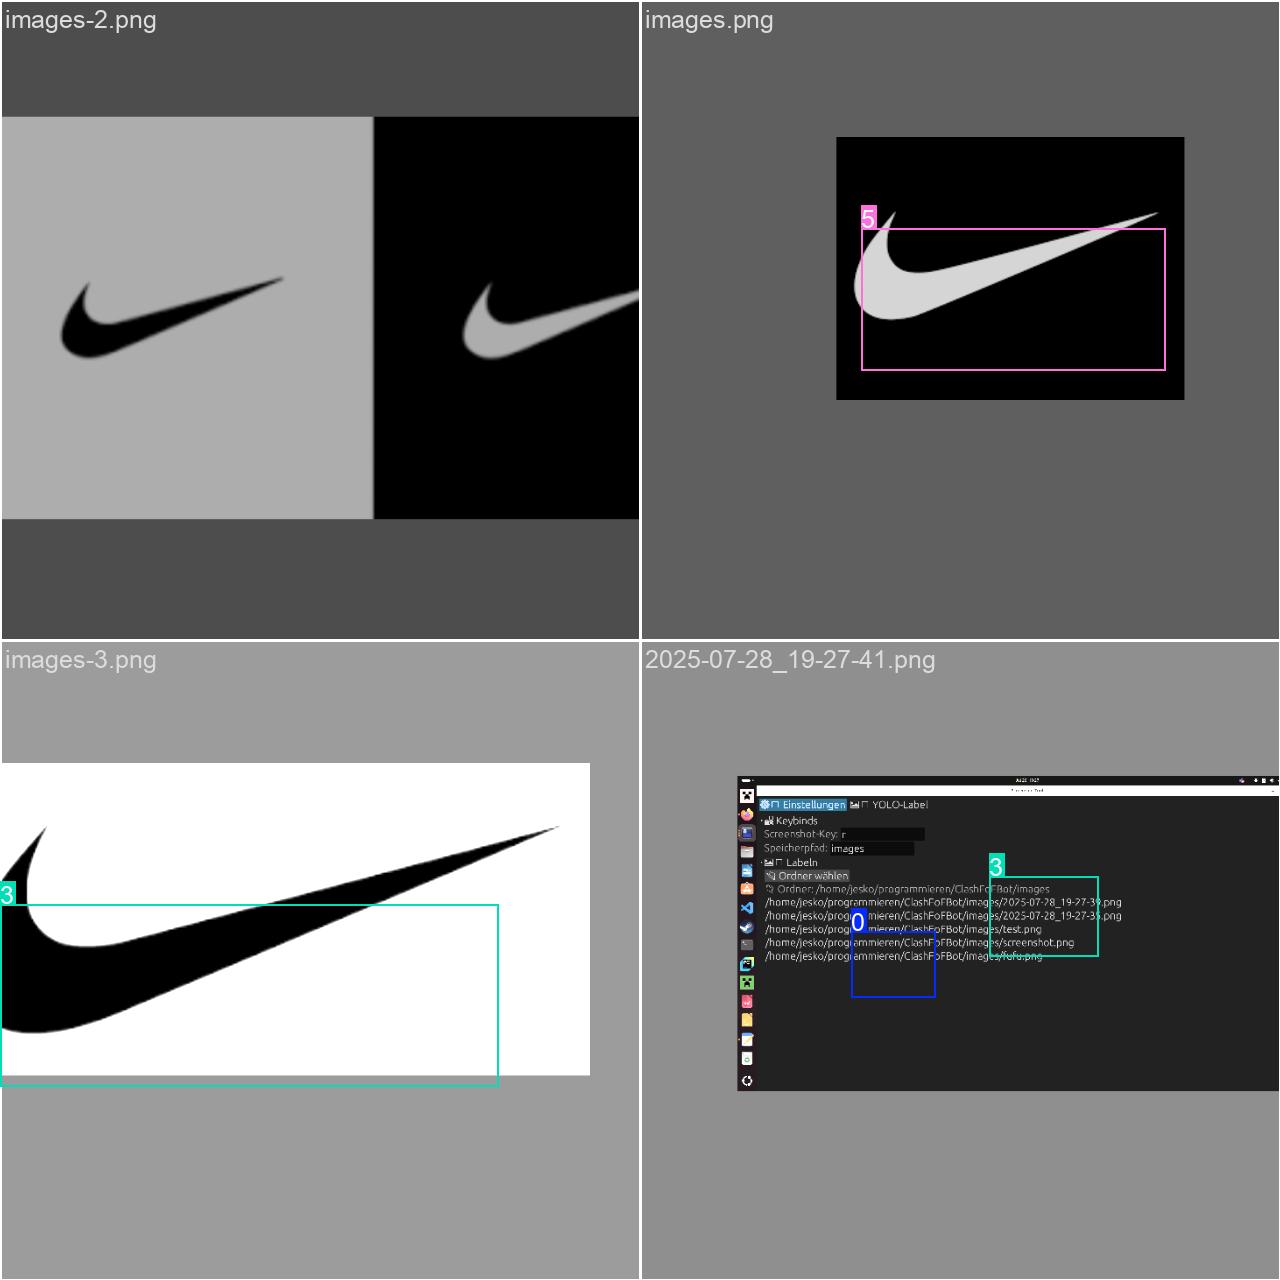 images-2.png
images.png
5
images-3.png
3
2025-07-28_19-27-41.png
Einstellungen YOLO-Label
Keybinds
Screenshot-Key: r
Speicherpfad: images
Labeln
Ordner wählen
Ordner: /home/jesko/programmieren/ClashFoFBot/images
3
/home/jesko/programmieren/ClashFoFBot/images/2025-07-28_19-27-39.png
/home/jesko/programmieren/ClashFoFBot/images/2025-07-28_19-27-35.png
0
/home/jesko/programmieren/ClashFoFBot/images/test.png
/home/jesko/programmieren/ClashFoFBot/images/screenshot.png
/home/jesko/programmieren/ClashFoFBot/images/fufu.png